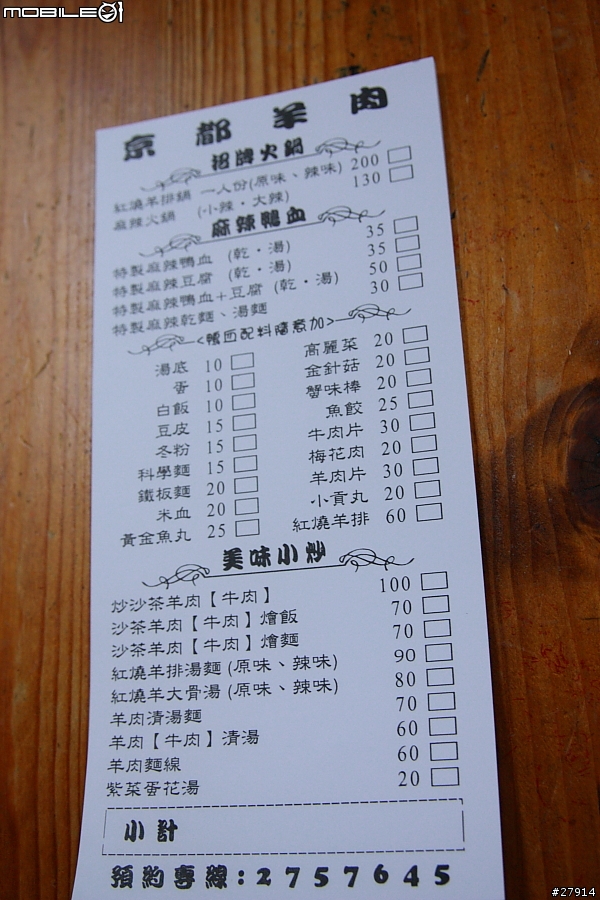 MOBILE01
京都羊肉
招牌火鍋
紅燒羊排鍋 一人份(原味、辣味) 200
麻辣火鍋 (小辣・大辣) 130
麻辣鴨血
特製麻辣鴨血 (乾・湯) 35
特製麻辣豆腐 (乾・湯) 35
特製麻辣鴨血+豆腐 (乾・湯) 50
特製麻辣乾麵、湯麵 30
<鴨血配料隨意加>
湯底 10 高麗菜 20
蛋 10 金針菇 20
白飯 10 蟹味棒 20
豆皮 15 魚餃 25
冬粉 15 牛肉片 30
科學麵 15 梅花肉 20
鐵板麵 20 羊肉片 30
米血 20 小貢丸 20
黃金魚丸 25 紅燒羊排 60
美味小炒
炒沙茶羊肉【牛肉】 100
沙茶羊肉【牛肉】燴飯 70
沙茶羊肉【牛肉】燴麵 70
紅燒羊排湯麵(原味、辣味) 90
紅燒羊大骨湯(原味、辣味) 80
羊肉清湯麵 70
羊肉【牛肉】清湯 60
羊肉麵線 60
紫菜蛋花湯 20
小計
預約專線:2757645
#27914